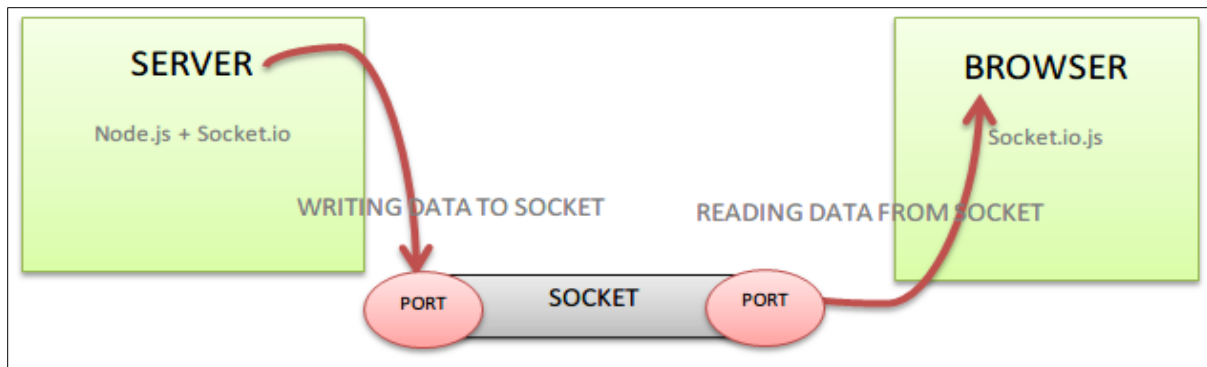 SERVER
Node.js + Socket.io
BROWSER
Socket.io.js
WRITING DATA TO SOCKET
READING DATA FROM SOCKET
PORT
SOCKET
PORT